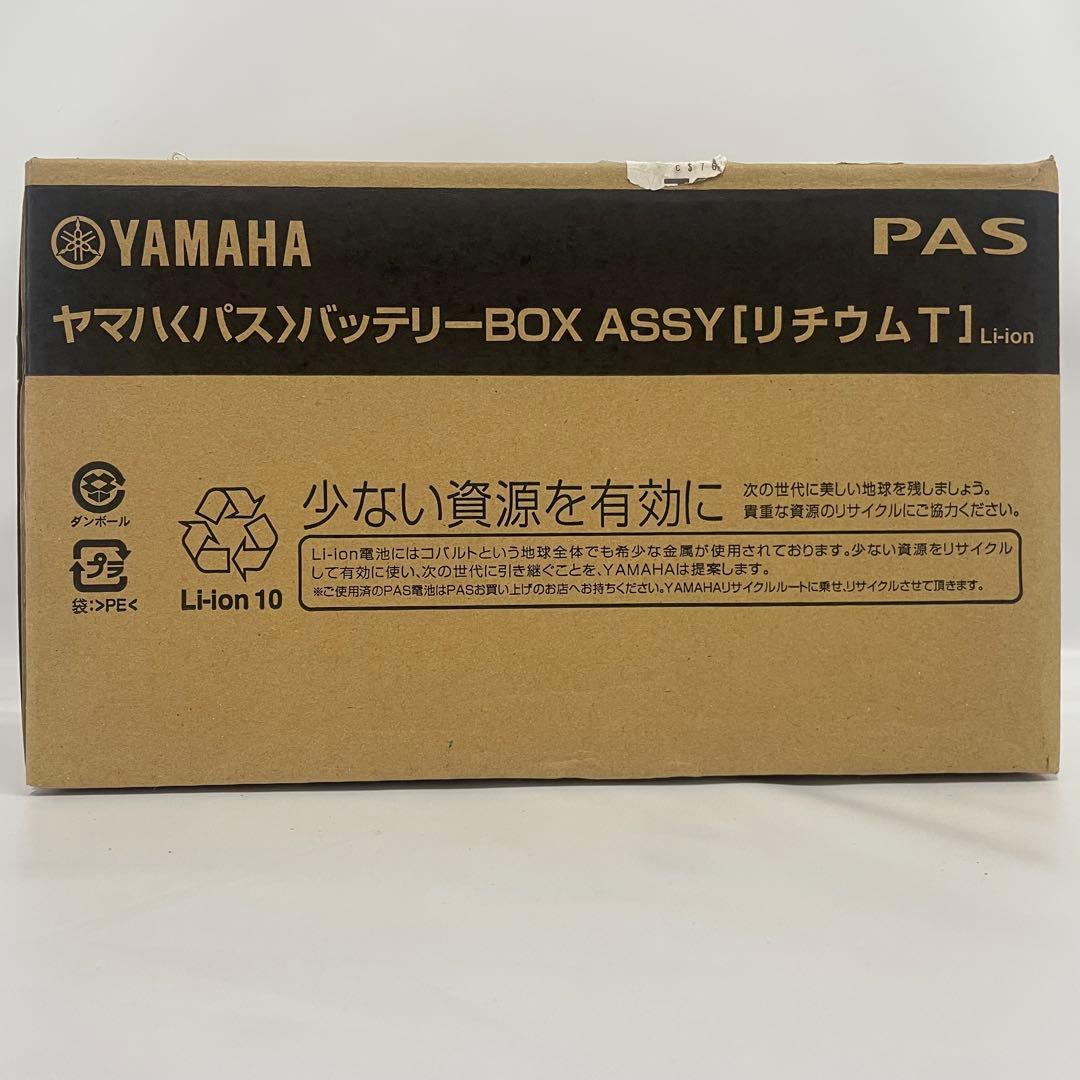 C$76
YAMAHA
PAS
ヤマハ〈パス〉バッテリーBOX ASSY[リチウムT] Li-ion
ダンボール
プラ
袋:>PE<
Li-ion 10
少ない資源を有効に
次の世代に美しい地球を残しましょう。
貴重な資源のリサイクルにご協力ください。
Li-ion電池にはコバルトという地球全体でも希少な金属が使用されております。少ない資源をリサイクル
して有効に使い、次の世代に引き継ぐことを、YAMAHAは提案します。
※ご使用済のPAS電池はPASお買い上げのお店へお持ちください。YAMAHAリサイクルルートに乗せ、リサイクルさせて頂きます。